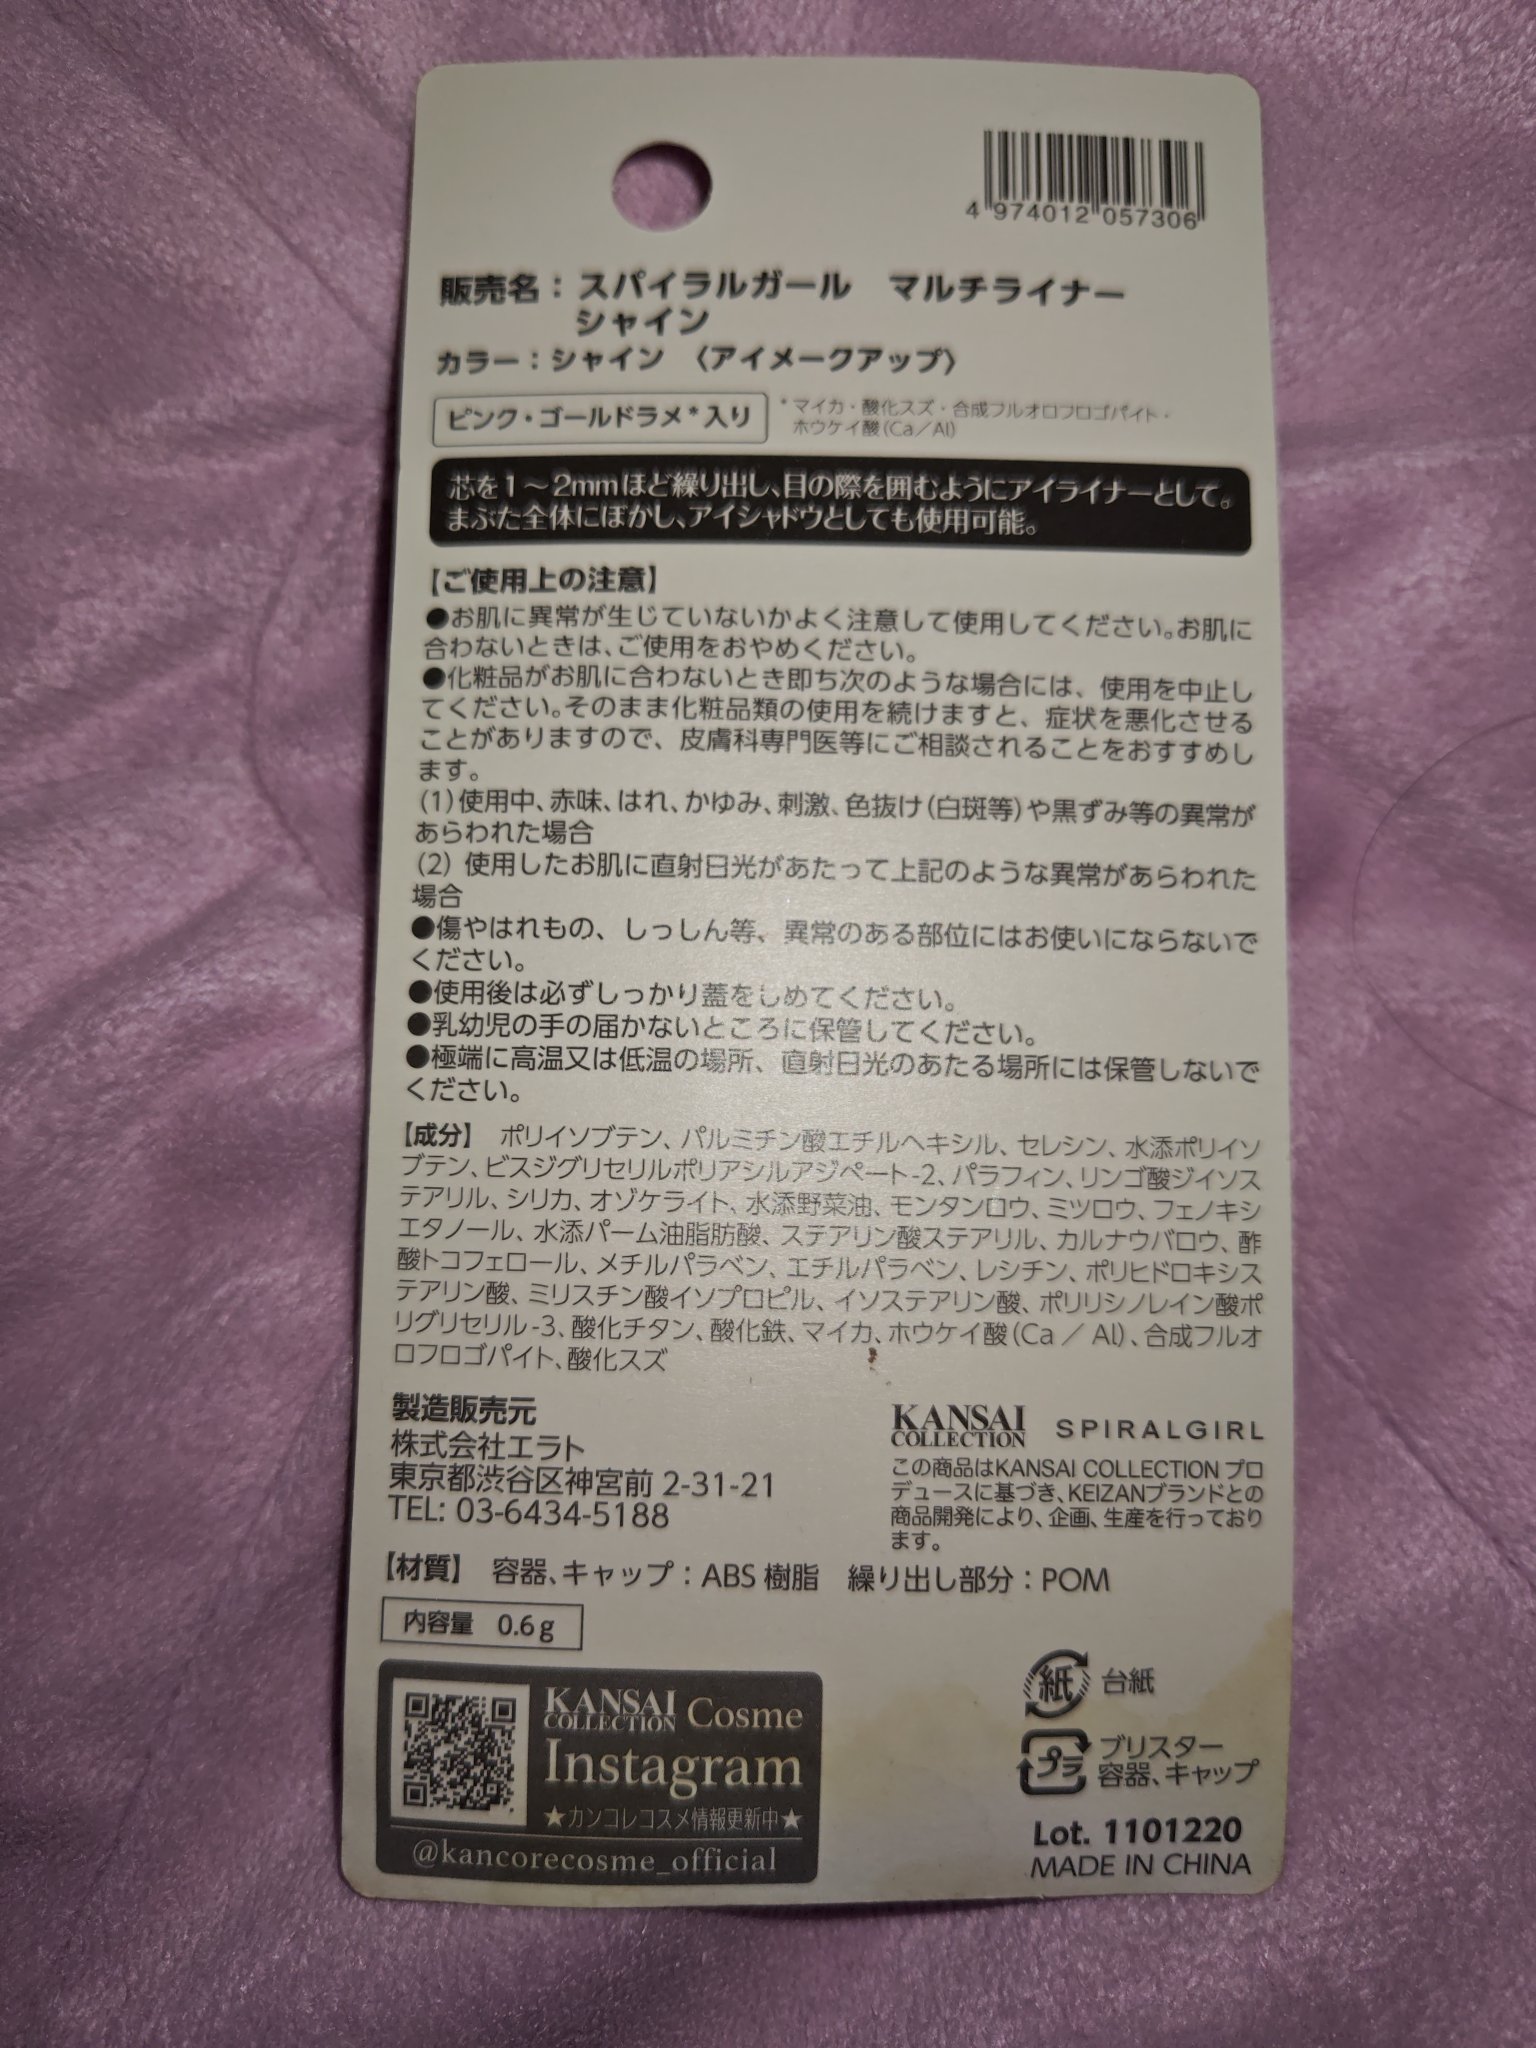 4 974012 057306
販売名：スパイラルガール　マルチライナー
シャイン
カラー：シャイン 〈アイメークアップ〉
ピンク・ゴールドラメ*入り
*マイカ・酸化スズ・合成フルオロフロゴパイト・
ホウケイ酸(Ca／Al)
芯を1～2mmほど繰り出し、目の際を囲むようにアイライナーとして。
まぶた全体にぼかし、アイシャドウとしても使用可能。
【ご使用上の注意】
●お肌に異常が生じていないかよく注意して使用してください。お肌に
合わないときは、ご使用をおやめください。
●化粧品がお肌に合わないとき即ち次のような場合には、使用を中止し
てください。そのまま化粧品類の使用を続けますと、症状を悪化させる
ことがありますので、皮膚科専門医等にご相談されることをおすすめし
ます。
(1)使用中、赤味、はれ、かゆみ、刺激、色抜け(白斑等)や黒ずみ等の異常が
あらわれた場合
(2) 使用したお肌に直射日光があたって上記のような異常があらわれた
場合
●傷やはれもの、しっしん等、異常のある部位にはお使いにならないで
ください。
●使用後は必ずしっかり蓋をしめてください。
●乳幼児の手の届かないところに保管してください。
●極端に高温又は低温の場所、直射日光のあたる場所には保管しないで
ください。
【成分】 ポリイソブテン、パルミチン酸エチルヘキシル、セレシン、水添ポリイソ
ブテン、ビスジグリセリルポリアシルアジペート-2、パラフィン、リンゴ酸ジイソス
テアリル、シリカ、オゾケライト、水添野菜油、モンタンロウ、ミツロウ、フェノキシ
エタノール、水添パーム油脂肪酸、ステアリン酸ステアリル、カルナウバロウ、酢
酸トコフェロール、メチルパラベン、エチルパラベン、レシチン、ポリヒドロキシス
テアリン酸、ミリスチン酸イソプロピル、イソステアリン酸、ポリリシノレイン酸ポ
リグリセリル-3、酸化チタン、酸化鉄、マイカ、ホウケイ酸(Ca ／ Al)、合成フルオ
ロフロゴパイト、酸化スズ
製造販売元
株式会社エラト
東京都渋谷区神宮前 2-31-21
TEL: 03-6434-5188
KANSAI
COLLECTION
SPIRALGIRL
この商品はKANSAI COLLECTION プロ
デュースに基づき、KEIZANブランドとの
商品開発により、企画、生産を行っており
ます。
【材質】 容器、キャップ：ABS 樹脂　繰り出し部分：POM
内容量 0.6g
KANSAI
COLLECTION
Cosme
Instagram
★カンコレコスメ情報更新中★
@kancorecosme_official
紙 台紙
プラ ブリスター
容器、キャップ
Lot. 1101220
MADE IN CHINA